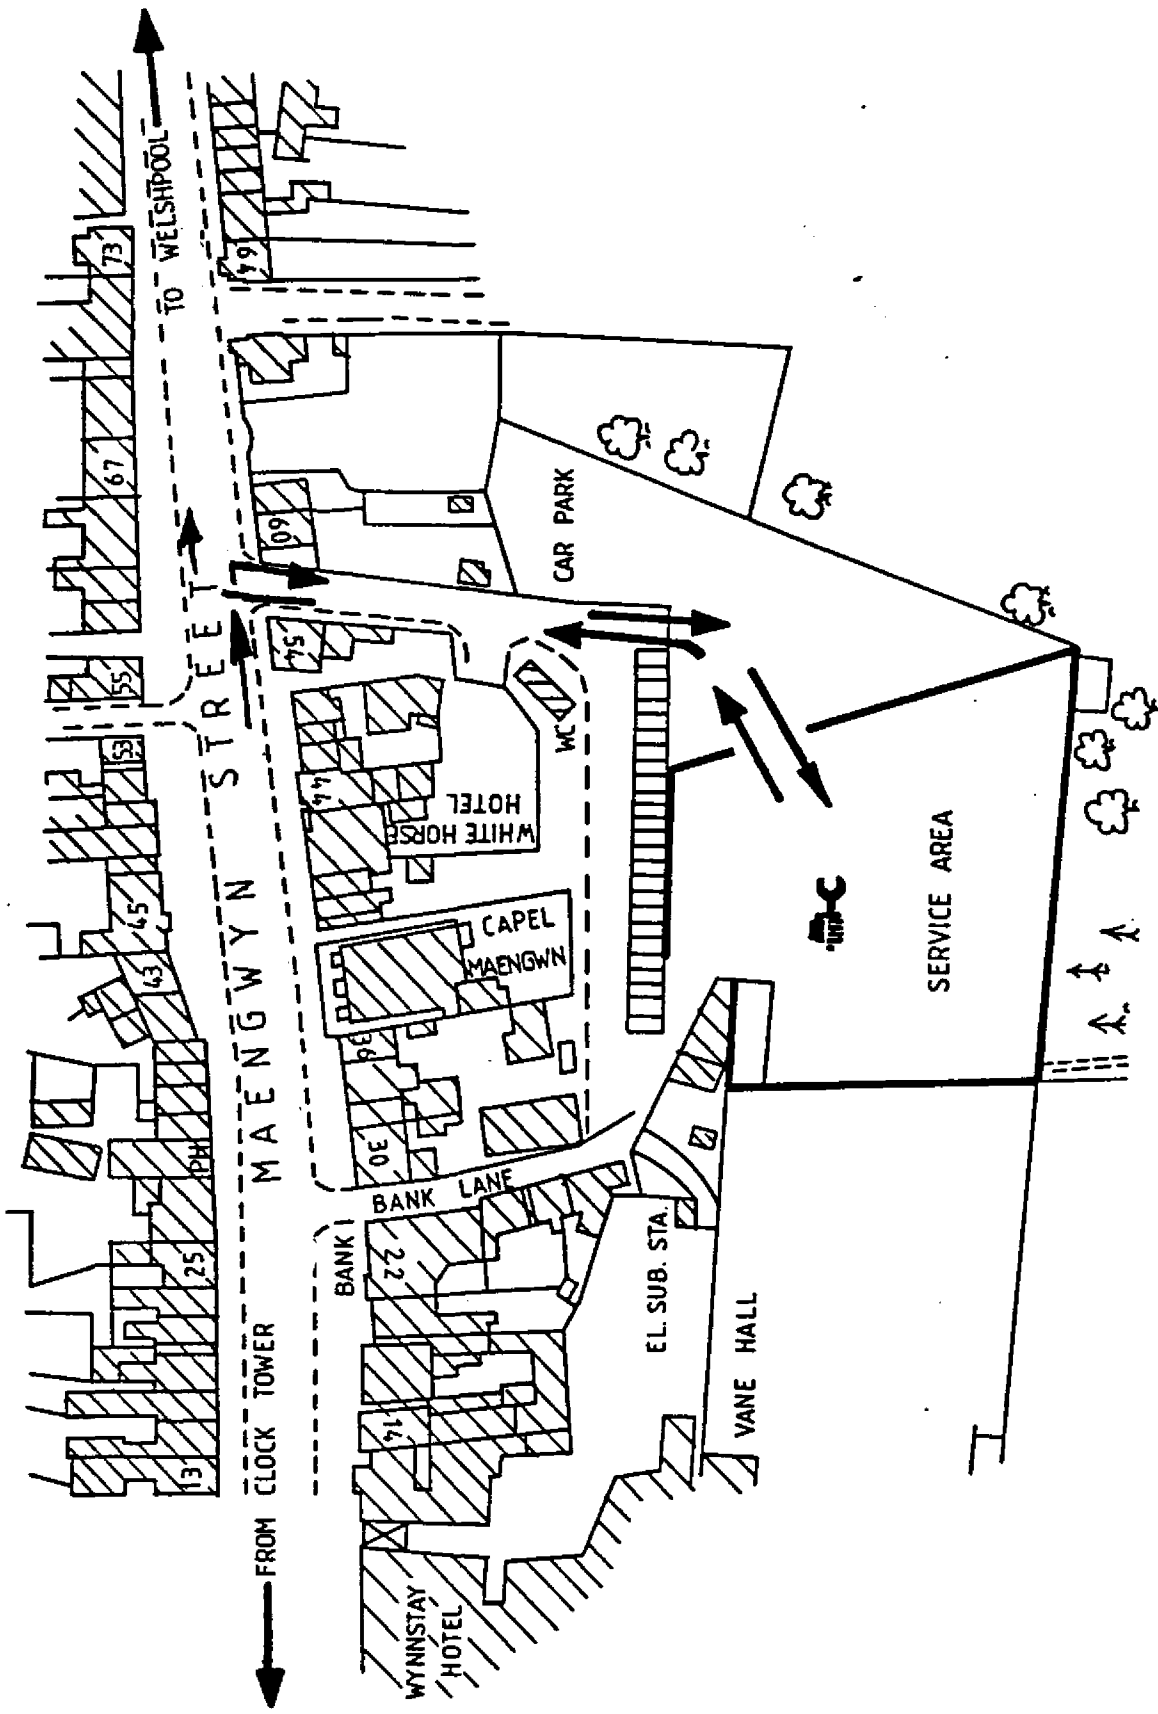 TO WELSHPOOL
FROM CLOCK TOWER
MAENGWYN STREET
73
67
55
53
45
43
PH
25
13
64
60
54
44
36
30
22
14
WHITE HORSE
HOTEL
CAPEL
MAENGWN
WC
CAR PARK
SERVICE AREA
BANK LANE
BANK
EL. SUB. STA.
VANE HALL
WYNNSTAY
HOTEL